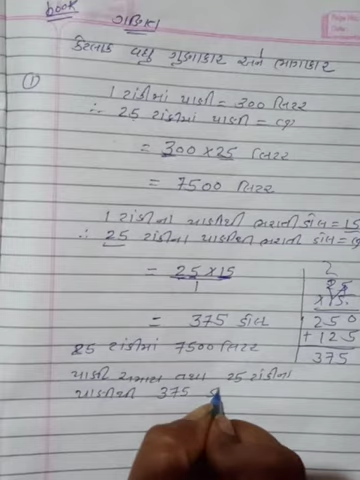 book
ગણિત
કેટલાક વધુ ગુણાકાર અને ભાગાકાર
①
1 ટાંકીમાં પાણી = 300 લિટર
∴ 25 ટાંકીમાં પાણી = (?)
= 300 × 25 લિટર
= 7500 લિટર
1 ટાંકીના પાણીથી ભરાતી ડોલ = 15
∴ 25 ટાંકીના પાણીથી ભરાતી ડોલ = (?)
= 25 × 15
1
= 375 ડોલ
2
25
×15
250
+ 125
375
25 ટાંકીમાં 7500 લિટર
પાણી સમાય તથા 25 ટાંકીના
પાણીથી 375